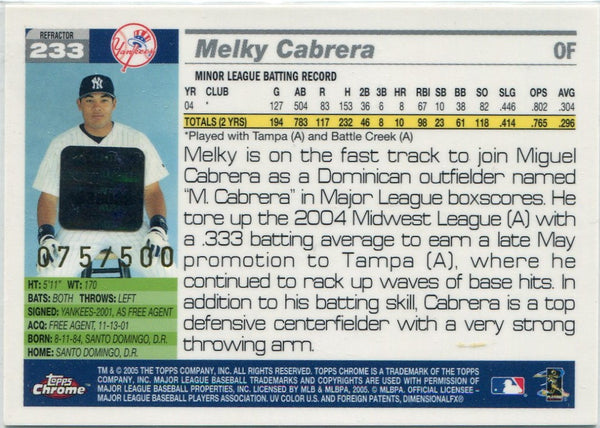 REFRACTOR
233
Yankees
Melky Cabrera OF
MINOR LEAGUE BATTING RECORD
YR CLUB G AB R H 2B 3B HR RBI SB BB SO SLG OPS AVG
04 * 127 504 83 153 36 6 8 67 10 38 82 .446 .802 .304
TOTALS (2 YRS) 194 783 117 232 46 8 10 98 23 61 118 .414 .765 .296
*Played with Tampa (A) and Battle Creek (A)
Melky is on the fast track to join Miguel
Cabrera as a Dominican outfielder named
"M. Cabrera" in Major League boxscores. He
tore up the 2004 Midwest League (A) with
a .333 batting average to earn a late May
promotion to Tampa (A), where he
continued to rack up waves of base hits. In
addition to his batting skill, Cabrera is a top
defensive centerfielder with a very strong
throwing arm.
075/500
HT: 5'11" WT: 170
BATS: BOTH THROWS: LEFT
SIGNED: YANKEES-2001, AS FREE AGENT
ACQ: FREE AGENT, 11-13-01
BORN: 8-11-84, SANTO DOMINGO, D.R.
HOME: SANTO DOMINGO, D.R.
Topps
Chrome
TM & © 2005 THE TOPPS COMPANY, INC. ALL RIGHTS RESERVED. TOPPS CHROME IS A TRADEMARK OF THE TOPPS
COMPANY, INC. MAJOR LEAGUE BASEBALL TRADEMARKS AND COPYRIGHTS ARE USED WITH PERMISSION OF
MAJOR LEAGUE BASEBALL PROPERTIES, INC. LICENSED BY MLB & MLBPA, 2005. © MLBPA. OFFICIAL LICENSEE-
MAJOR LEAGUE BASEBALL PLAYERS ASSOCIATION. UV COLOR U.S. AND FOREIGN PATENTS, DIMENSIONALFX®